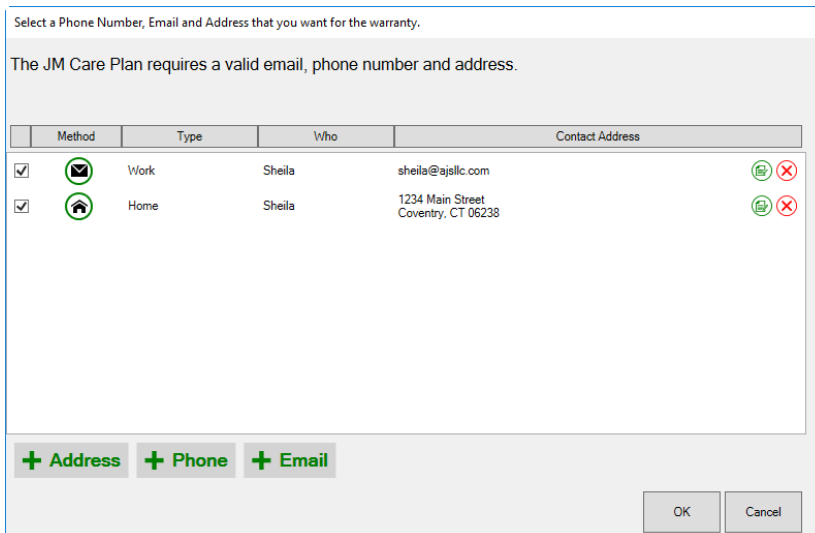 Select a Phone Number, Email and Address that you want for the warranty.
The JM Care Plan requires a valid email, phone number and address.
Method Type Who Contact Address
Work Sheila sheila@ajsllc.com
Home Sheila 1234 Main Street
Coventry, CT 06238
+ Address + Phone + Email
OK Cancel